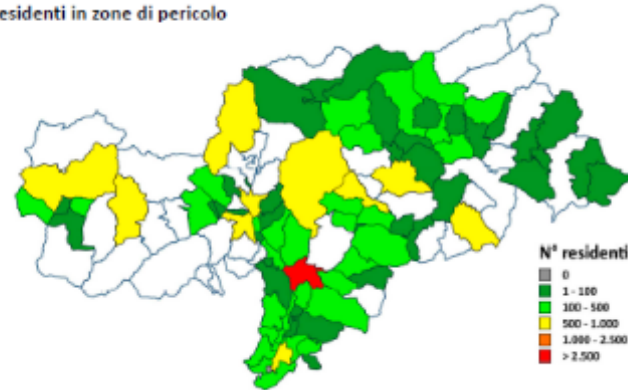 esidenti in zone di pericolo
N° residenti
0
1 - 100
100 - 500
500 - 1.000
1.000 - 2.500
> 2.500